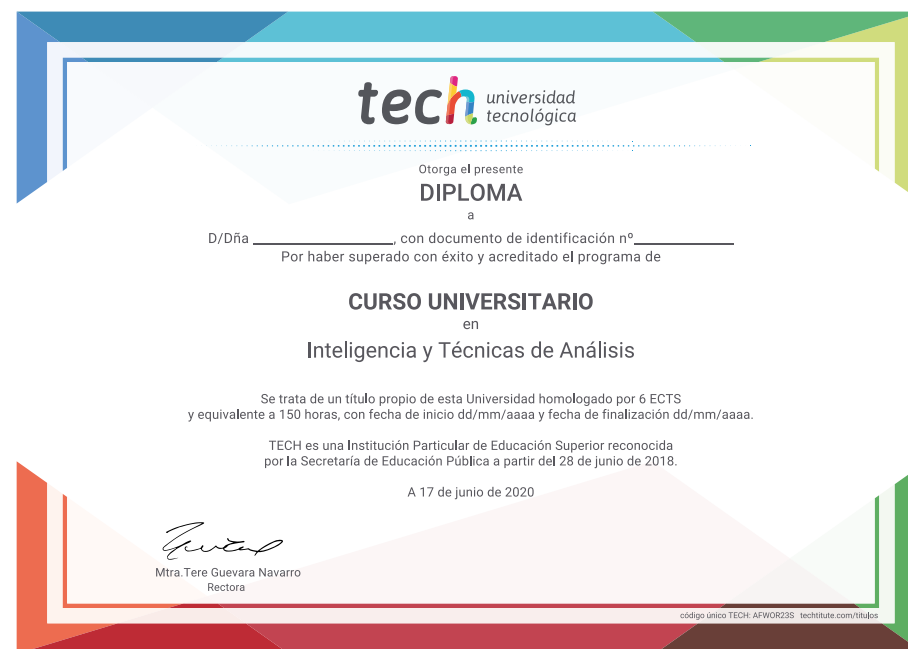 tech universidad
tecnológica
Otorga el presente
DIPLOMA
a
D/Dña ____________, con documento de identificación nº____________
Por haber superado con éxito y acreditado el programa de
CURSO UNIVERSITARIO
en
Inteligencia y Técnicas de Análisis
Se trata de un título propio de esta Universidad homologado por 6 ECTS
y equivalente a 150 horas, con fecha de inicio dd/mm/aaaa y fecha de finalización dd/mm/aaaa.
TECH es una Institución Particular de Educación Superior reconocida
por la Secretaría de Educación Pública a partir del 28 de junio de 2018.
A 17 de junio de 2020
Mtra.Tere Guevara Navarro
Rectora
código único TECH: AFWOR23S techtitute.com/titulos